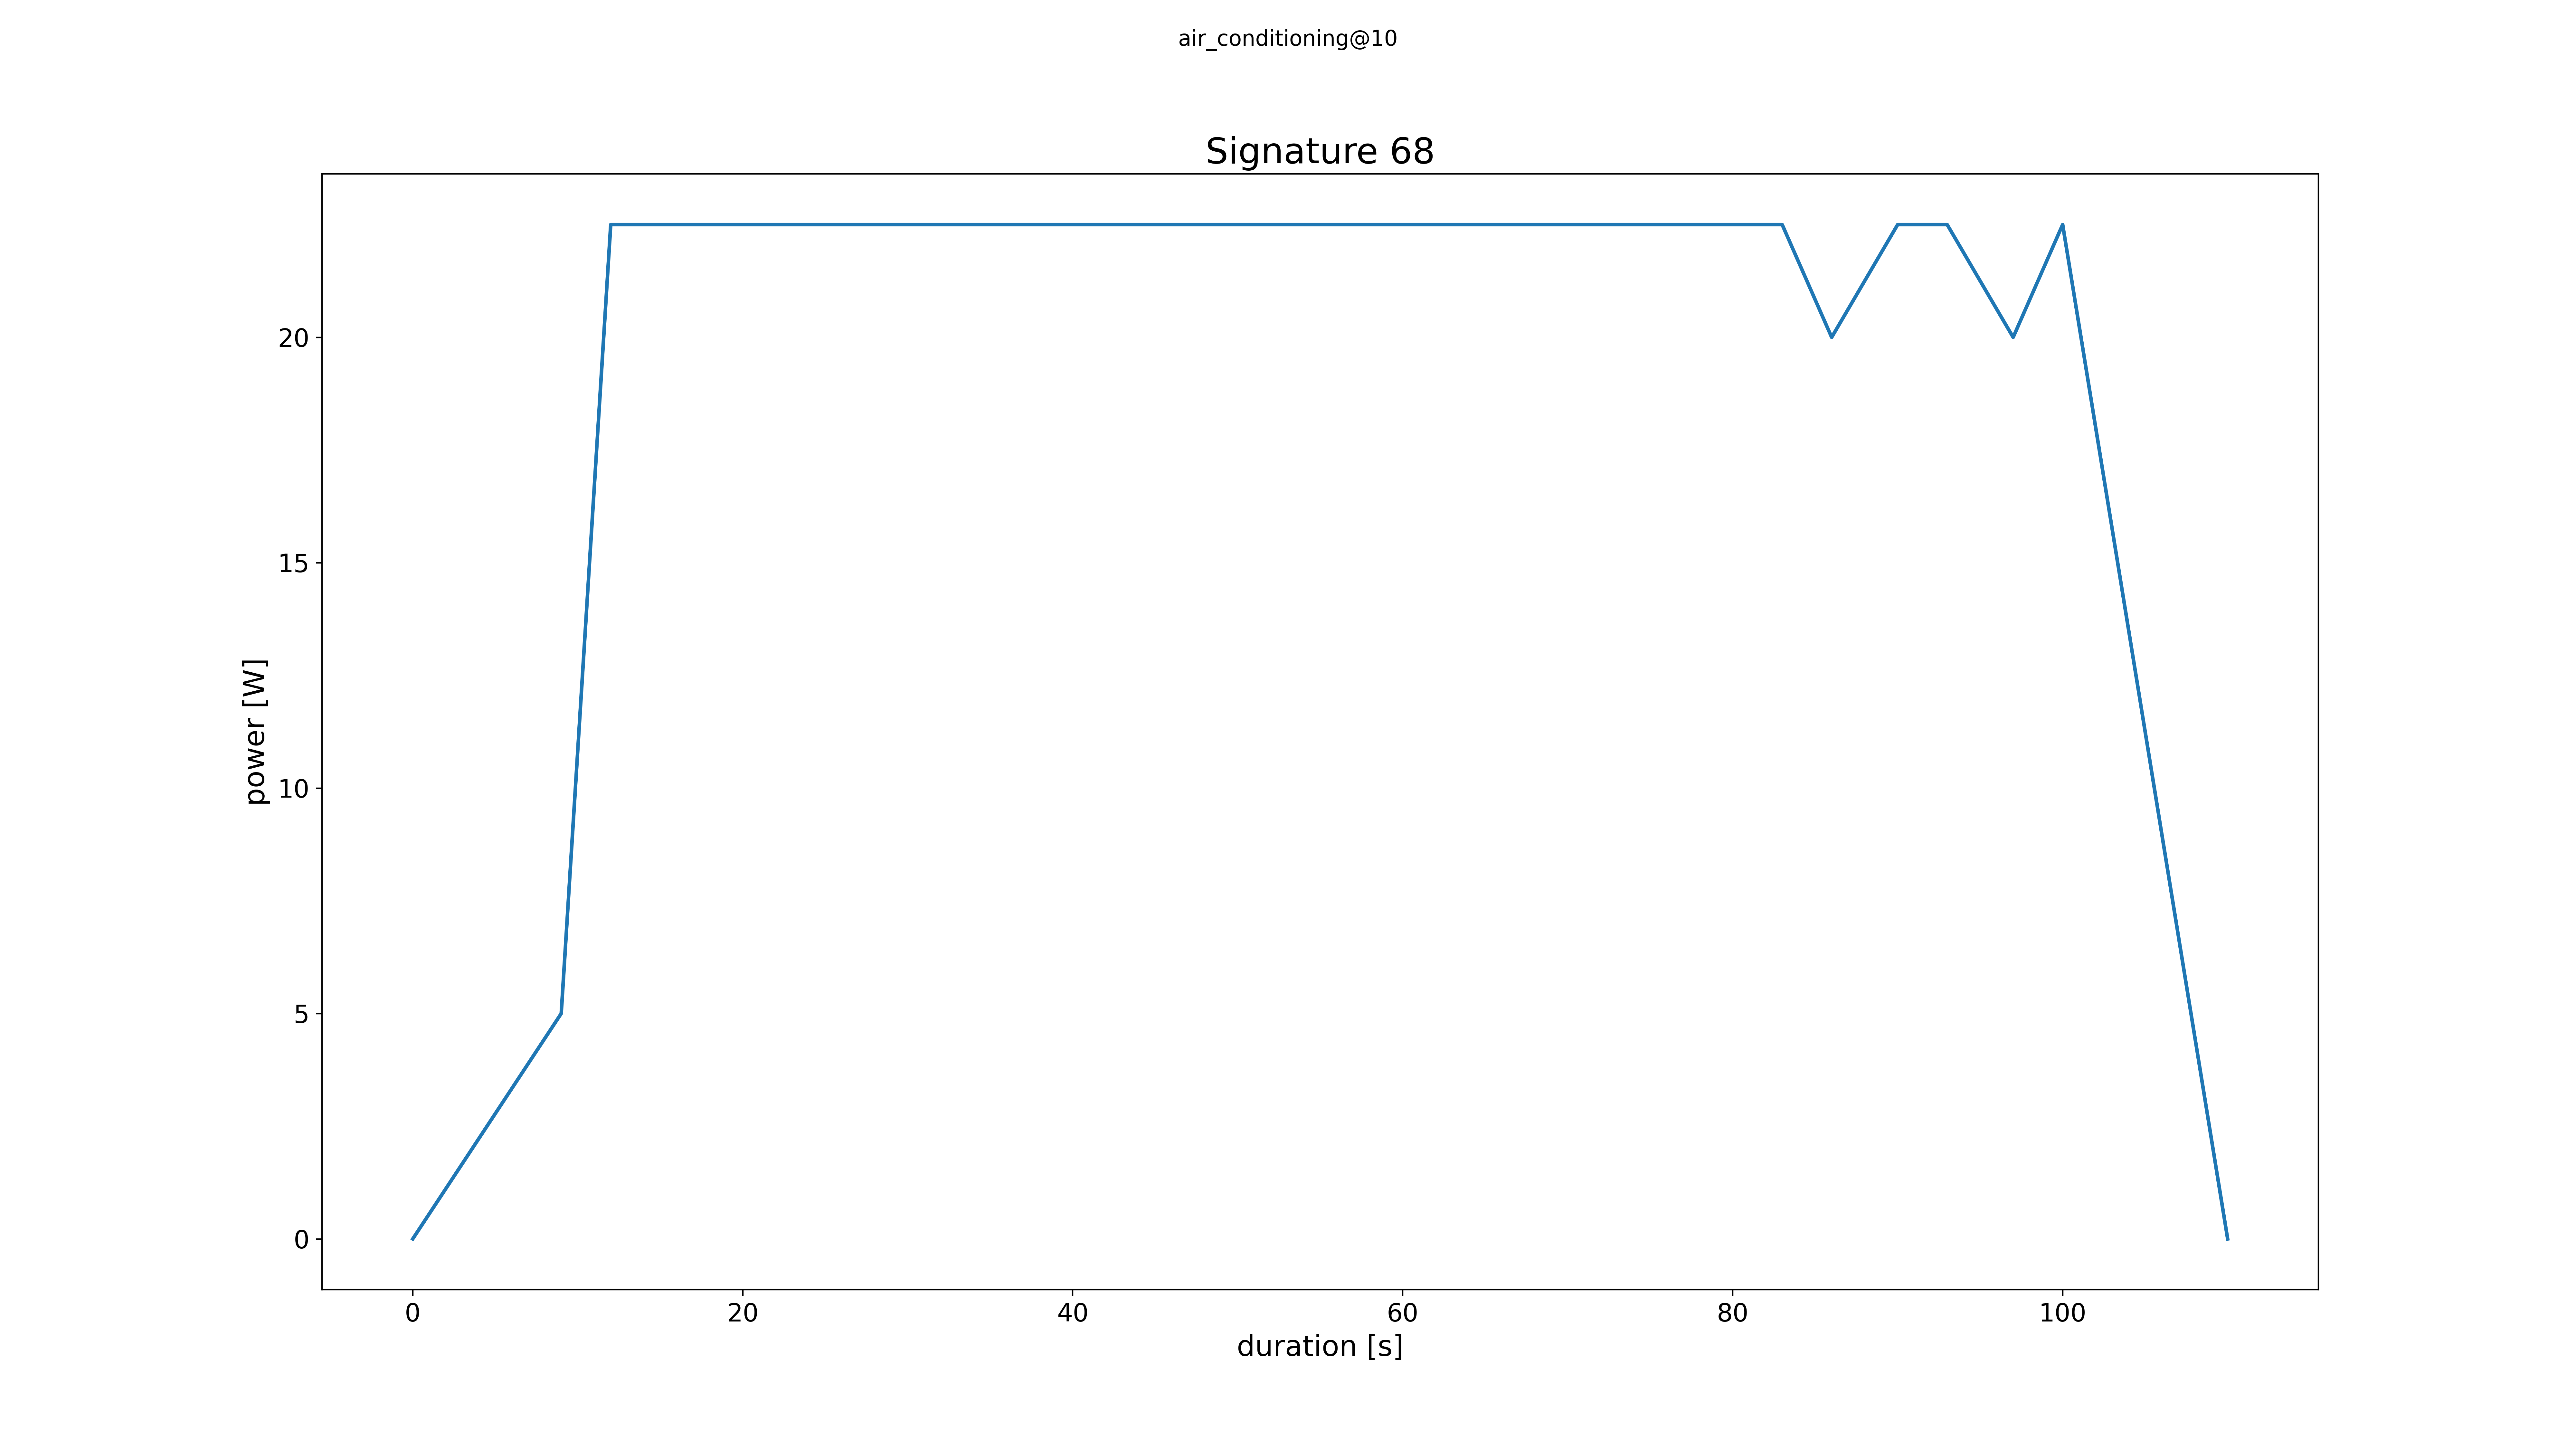 air_conditioning@10
Signature 68
power [W]
20
15
10
5
0
0 20 40 60 80 100
duration [s]